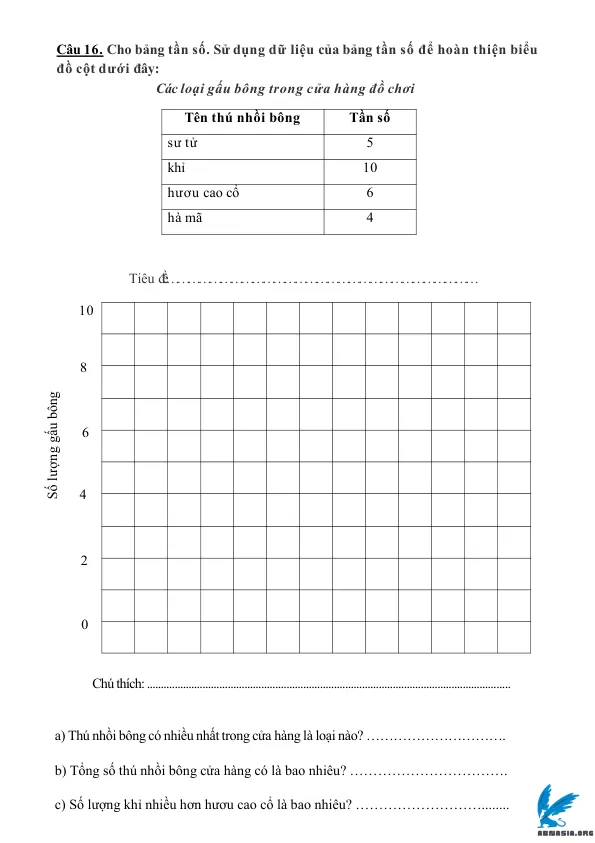 Câu 16. Cho bảng tần số. Sử dụng dữ liệu của bảng tần số để hoàn thiện biểu
đồ cột dưới đây:
Các loại gấu bông trong cửa hàng đồ chơi
Tên thú nhồi bông Tần số
sư tử 5
khỉ 10
hươu cao cổ 6
hà mã 4
Tiêu đề:……………………………………………………………
10
8
6
4
2
0
Số lượng gấu bông
Chú thích: ................................................................................................................................
a) Thú nhồi bông có nhiều nhất trong cửa hàng là loại nào? ………………………….
b) Tổng số thú nhồi bông cửa hàng có là bao nhiêu? …………………………….
c) Số lượng khỉ nhiều hơn hươu cao cổ là bao nhiêu? ………………………........
ABNASIA.ORG